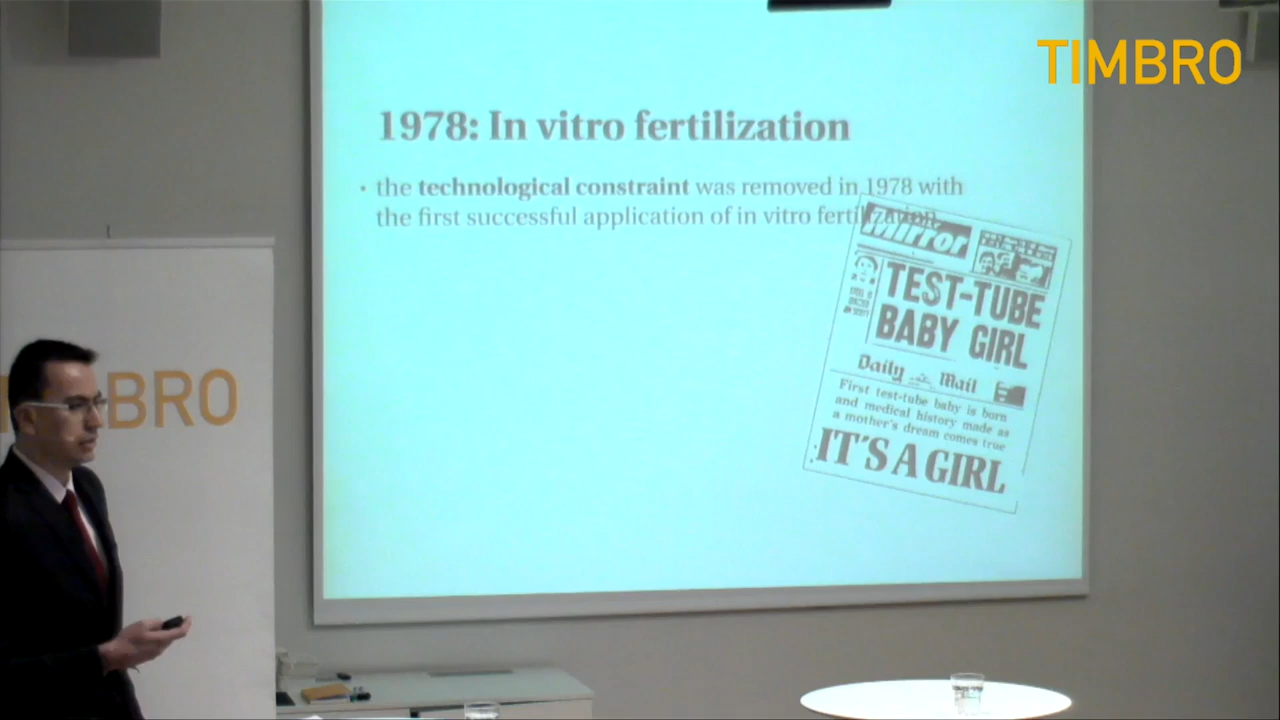 TIMBRO
1978: In vitro fertilization
• the technological constraint was removed in 1978 with
the first successful application of in vitro fertilization
Mirror
TEST-TUBE
BABY GIRL
Daily Mail
First test-tube baby is born
and medical history made as
a mother's dream comes true
IT'S A GIRL
TIMBRO